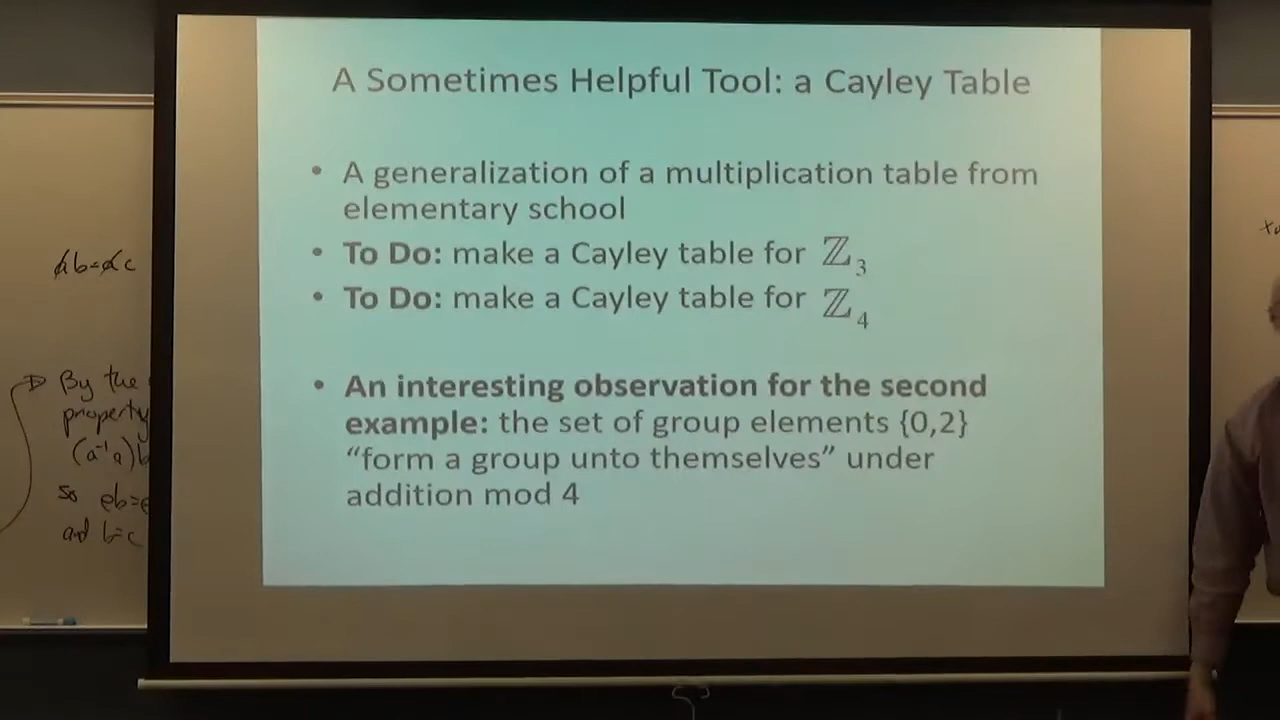 A Sometimes Helpful Tool: a Cayley Table
• A generalization of a multiplication table from
elementary school
• To Do: make a Cayley table for ℤ₃
• To Do: make a Cayley table for ℤ₄
• An interesting observation for the second
example: the set of group elements {0,2}
“form a group unto themselves” under
addition mod 4
ab=ac
By the
property
(a⁻¹a)b
so eb=e
and b=c